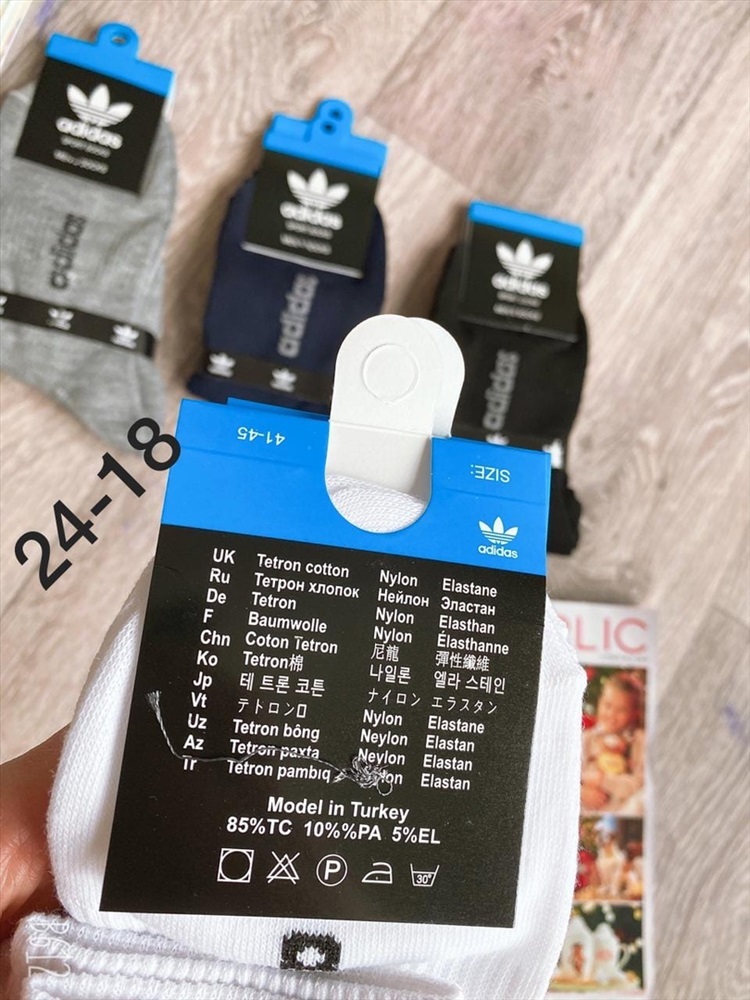 adidas
SPORT SOCKS
adidas
adidas
adidas
adidas
adidas
24-18
41-45
SIZE:
adidas
UK Tetron cotton Nylon Elastane
Ru Тетрон хлопок Нейлон Эластан
De Tetron Nylon Elasthan
F Baumwolle Nylon Élasthanne
Chn Coton Tetron 尼龍 彈性纖維
Ko Tetron棉 나일론 엘라 스테인
Jp 테 트론 코튼 ナイロン エラスタン
Vt テトロン Nylon Elastane
Uz Tetron bông Neylon Elastan
Az Tetron paxta Neylon Elastan
Tr Tetron pambıq Elastan
Model in Turkey
85%TC 10%%PA 5%EL
P
30°
OLIC
B612